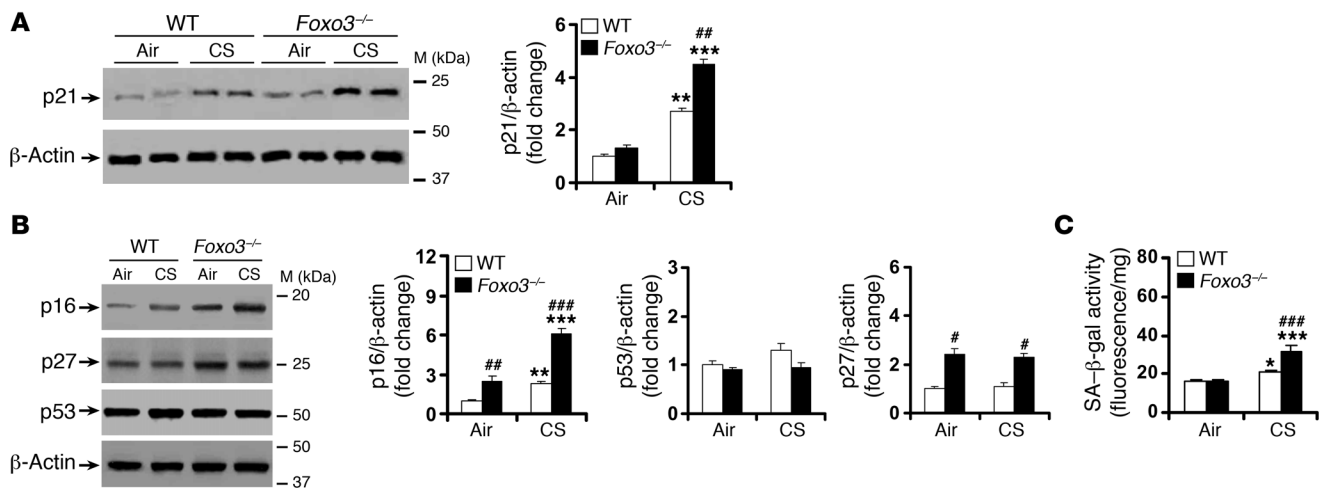 A
WT
Foxo3–/–
Air
CS
Air
CS
M (kDa)
p21
25
β-Actin
50
37
p21/β-actin
(fold change)
6
4
2
0
WT
Foxo3–/–
**
##
***
Air
CS
B
WT
Foxo3–/–
Air
CS
Air
CS
M (kDa)
p16
20
p27
25
p53
50
β-Actin
50
37
p16/β-actin
(fold change)
12
9
6
3
0
WT
Foxo3–/–
##
**
###
***
Air
CS
p53/β-actin
(fold change)
3
2
1
0
Air
CS
p27/β-actin
(fold change)
6
4
2
0
#
#
Air
CS
C
SA–β-gal activity
(fluorescence/mg)
80
60
40
20
0
WT
Foxo3–/–
*
###
***
Air
CS